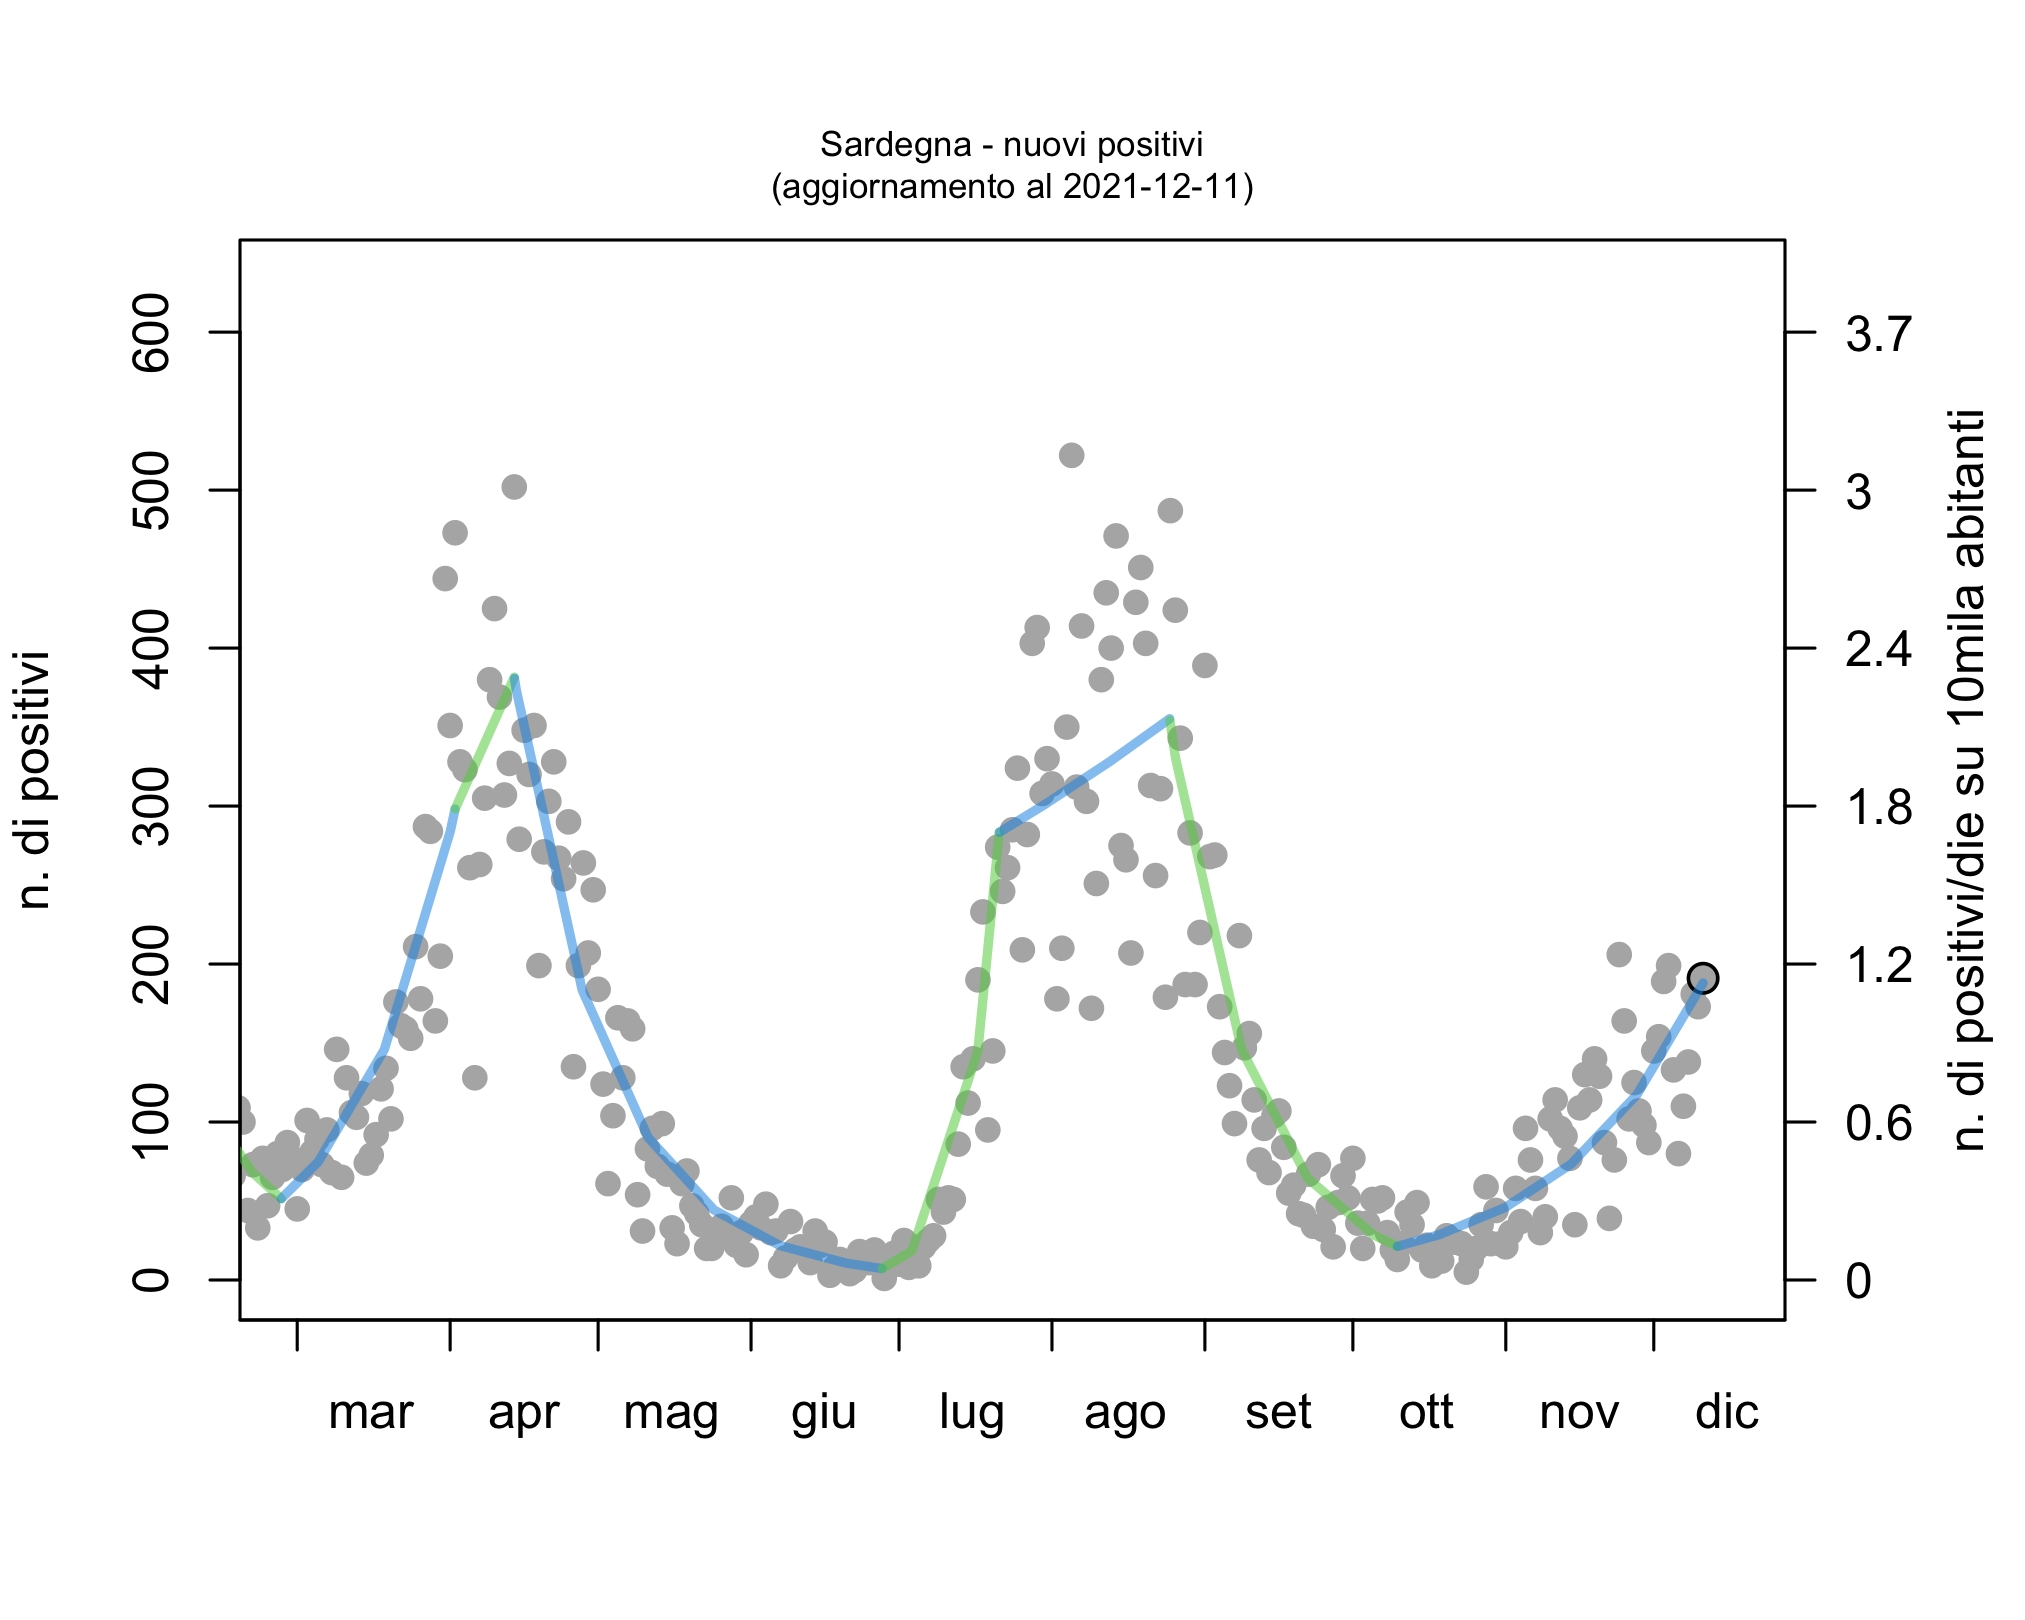 Sardegna - nuovi positivi
(aggiornamento al 2021-12-11)
n. di positivi
600
500
400
300
200
100
0
3.7
3
2.4
1.8
1.2
0.6
0
n. di positivi/die su 10mila abitanti
mar apr mag giu lug ago set ott nov dic